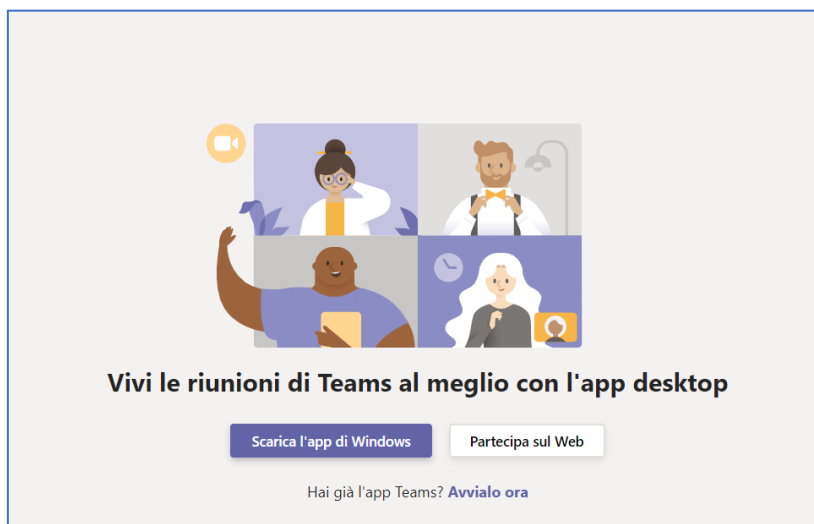 Vivi le riunioni di Teams al meglio con l'app desktop
Scarica l'app di Windows
Partecipa sul Web
Hai già l'app Teams? Avvialo ora